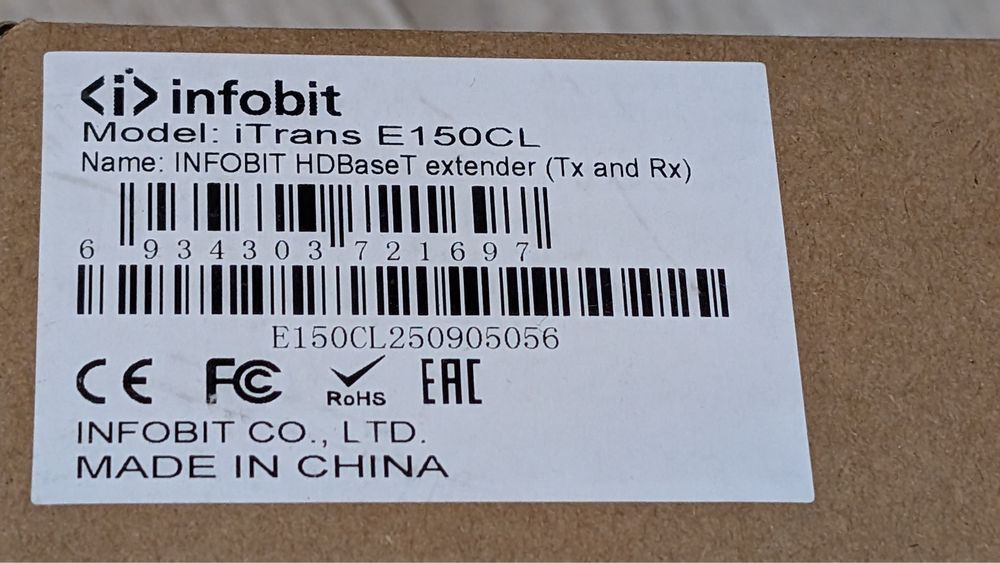 <i> infobit
Model: iTrans E150CL
Name: INFOBIT HDBaseT extender (Tx and Rx)
6 934303 721697
E150CL250905056
CE FC RoHS EAC
INFOBIT CO., LTD.
MADE IN CHINA